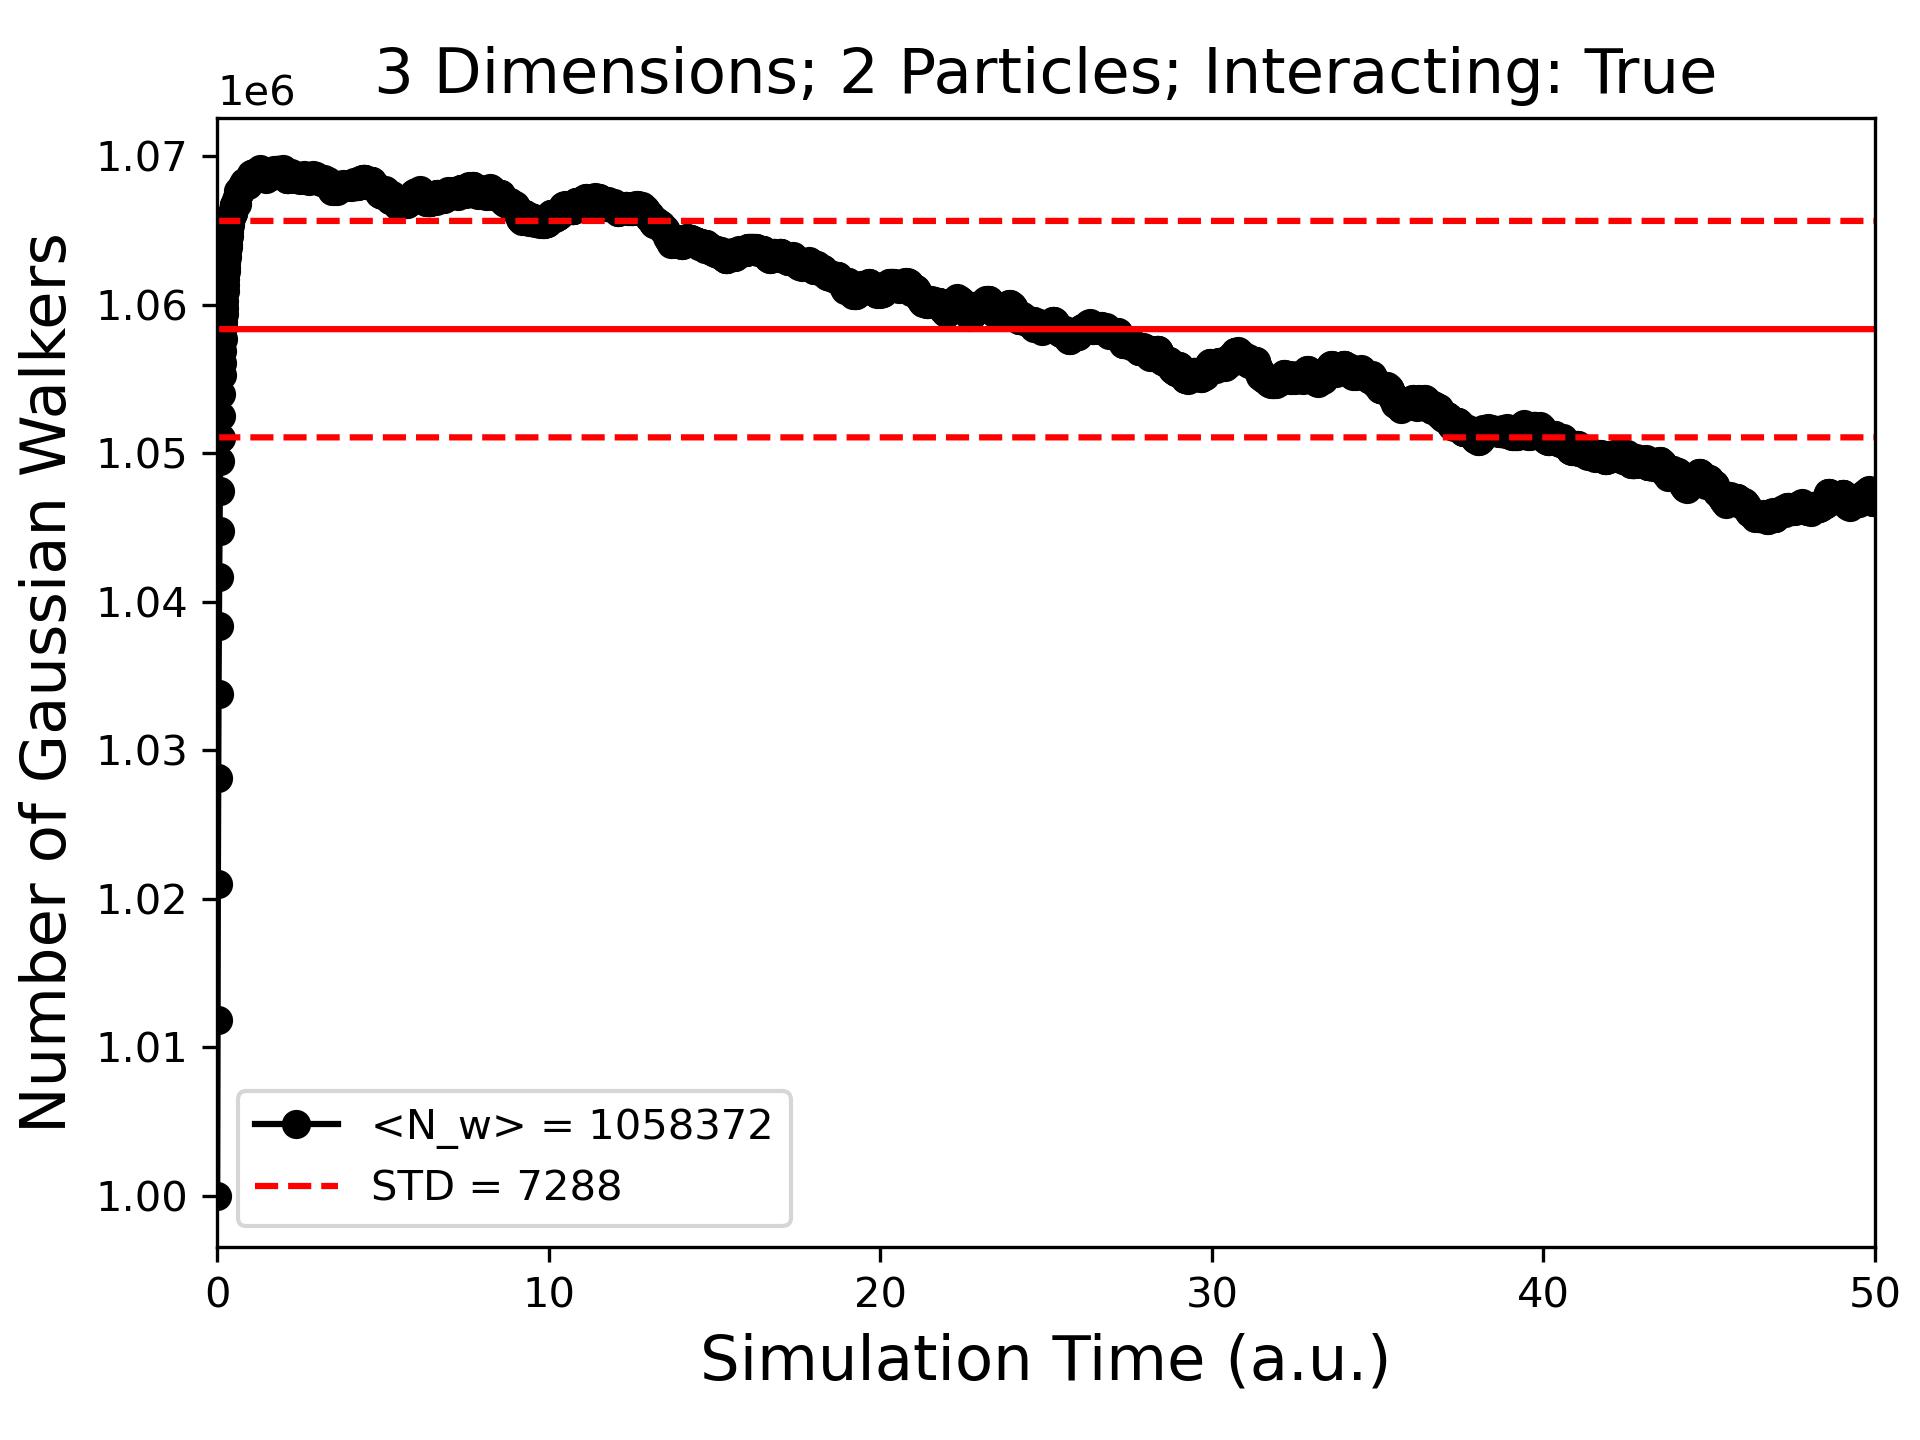 3 Dimensions; 2 Particles; Interacting: True
1e6
1.07
1.06
1.05
1.04
1.03
1.02
1.01
1.00
Number of Gaussian Walkers
<N_w> = 1058372
STD = 7288
0 10 20 30 40 50
Simulation Time (a.u.)